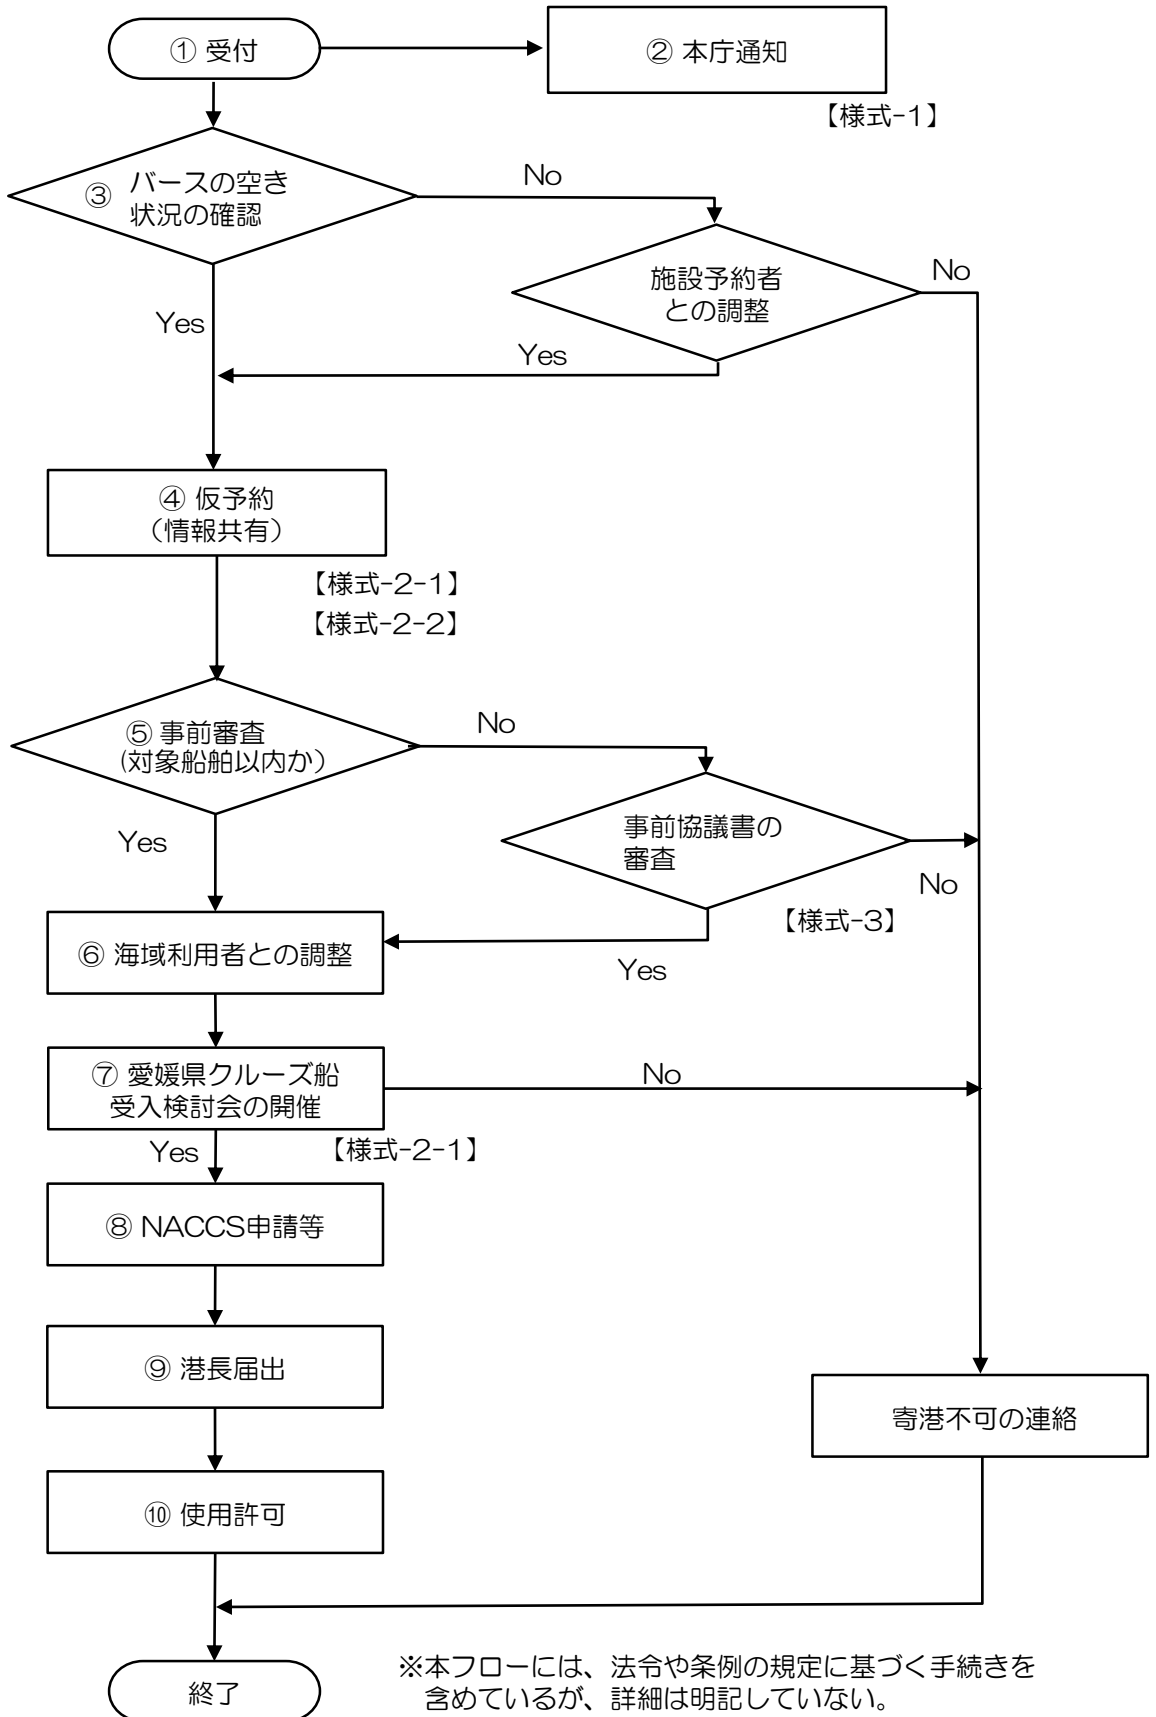 ① 受付
② 本庁通知
【様式-1】
③ バースの空き
状況の確認
No
施設予約者
との調整
No
Yes
Yes
④ 仮予約
（情報共有）
【様式-2-1】
【様式-2-2】
⑤ 事前審査
(対象船舶以内か)
No
事前協議書の
審査
Yes
No
【様式-3】
⑥ 海域利用者との調整
Yes
⑦ 愛媛県クルーズ船
受入検討会の開催
No
Yes
【様式-2-1】
⑧ NACCS申請等
⑨ 港長届出
寄港不可の連絡
⑩ 使用許可
終了
※本フローには、法令や条例の規定に基づく手続きを
含めているが、詳細は明記していない。